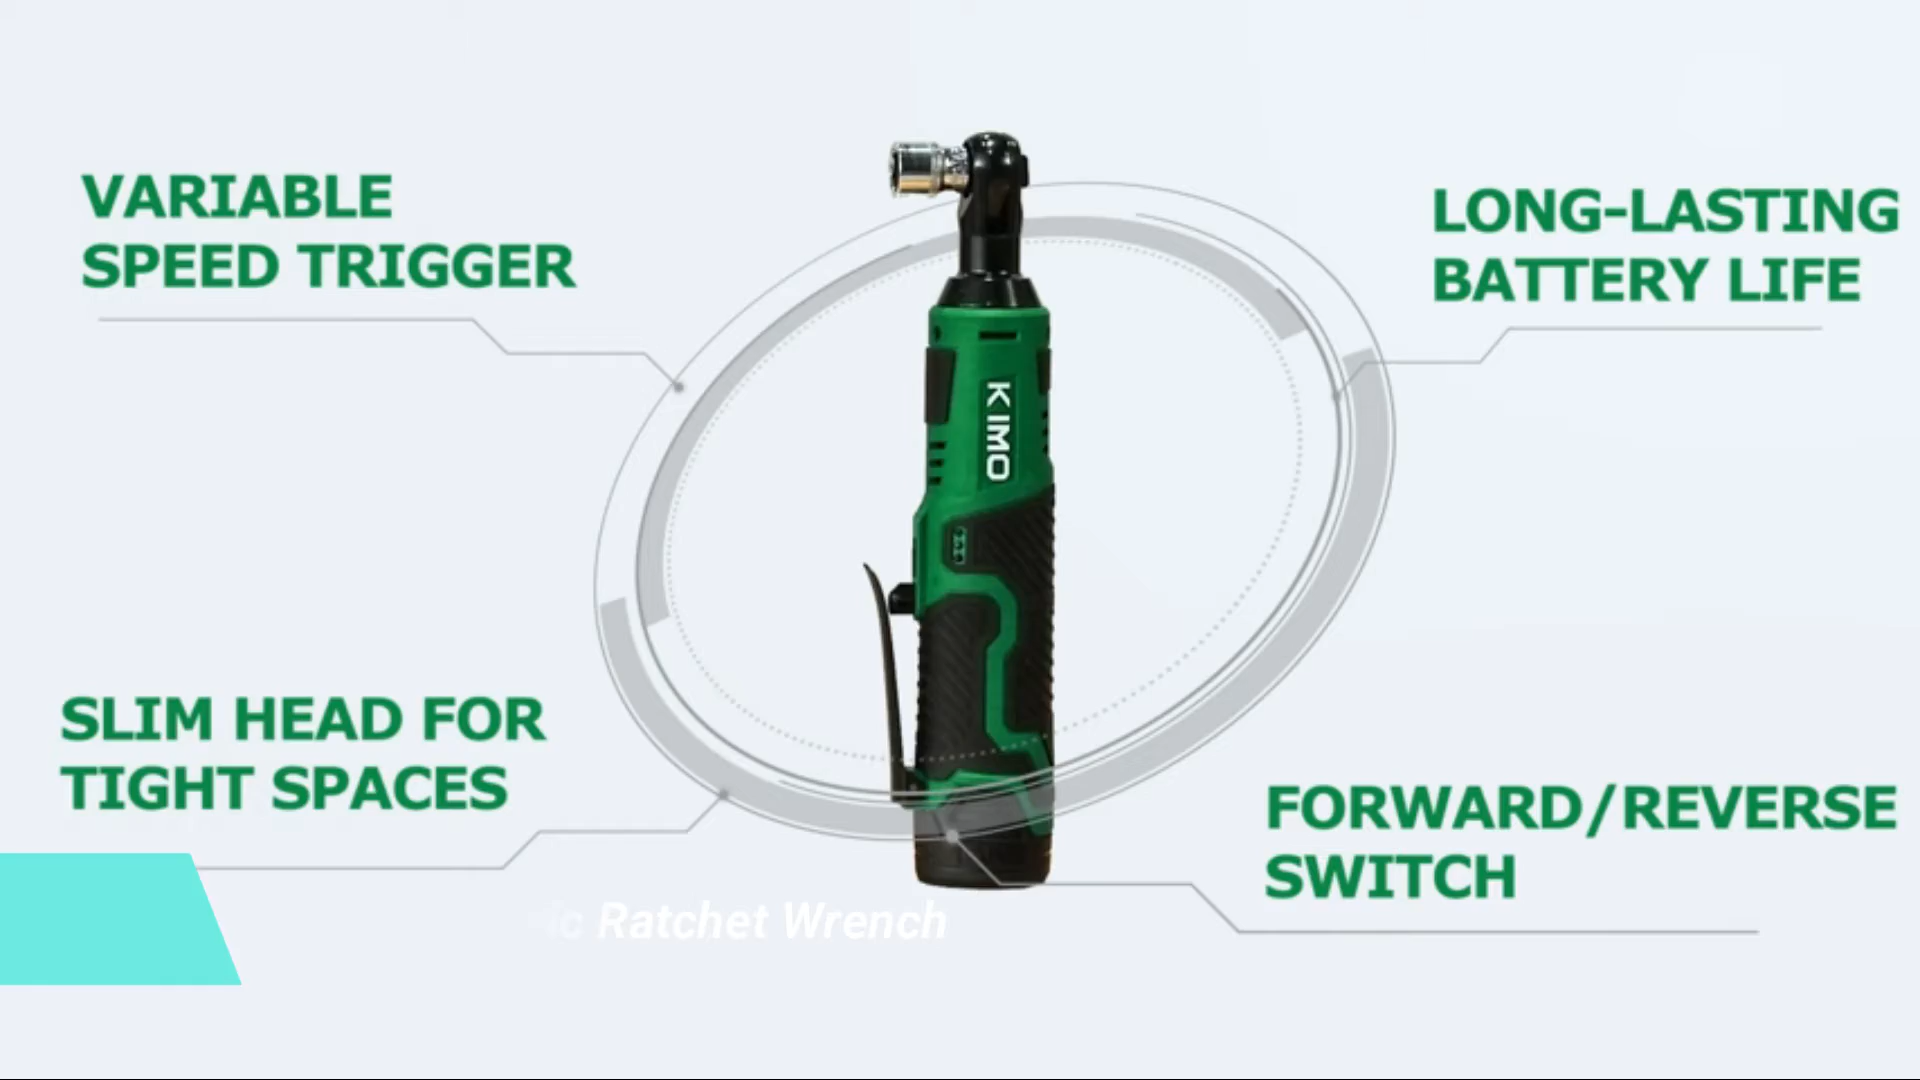 VARIABLE
SPEED TRIGGER
LONG-LASTING
BATTERY LIFE
KIMO
SLIM HEAD FOR
TIGHT SPACES
FORWARD/REVERSE
SWITCH
Ratchet Wrench